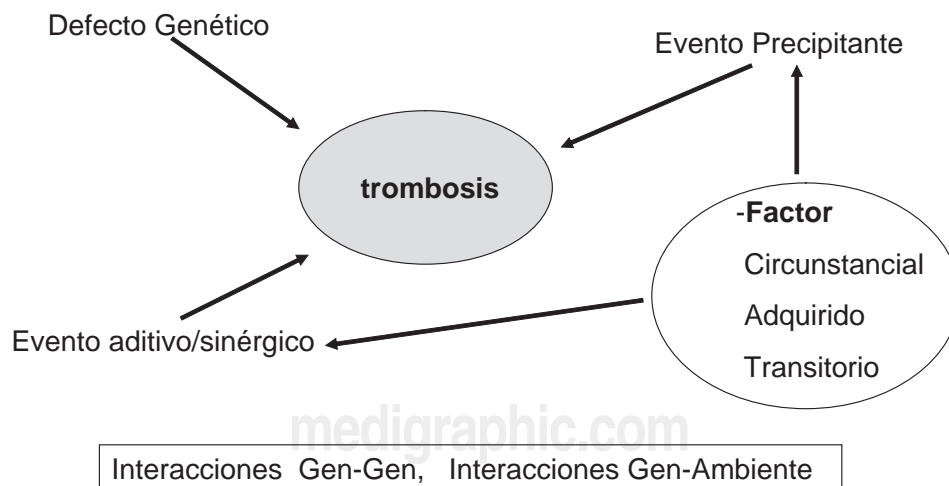 Defecto Genético
Evento Precipitante
trombosis
-Factor
Circunstancial
Adquirido
Transitorio
Evento aditivo/sinérgico
medigraphic.com
Interacciones Gen-Gen, Interacciones Gen-Ambiente